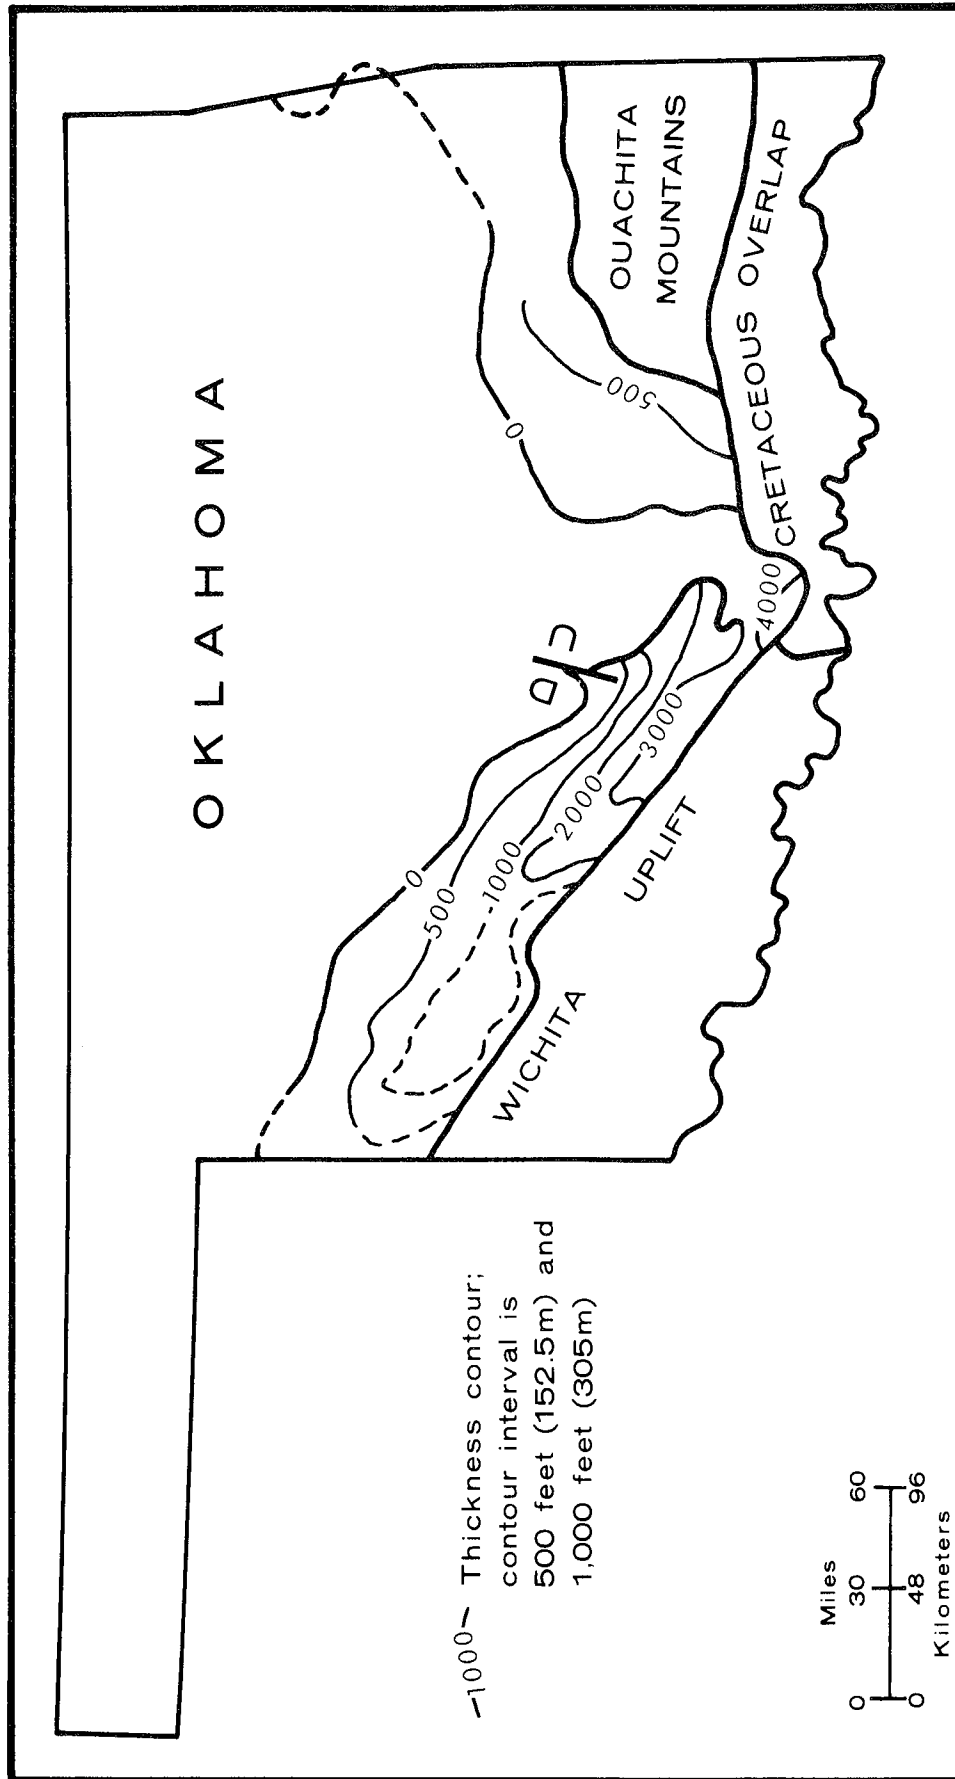 OKLAHOMA
OUACHITA
MOUNTAINS
CRETACEOUS OVERLAP
WICHITA
UPLIFT
0
500
1000
2000
3000
4000
0
500
D
U
1000 Thickness contour;
contour interval is
500 feet (152.5m) and
1,000 feet (305m)
Miles
0 30 60
0 48 96
Kilometers